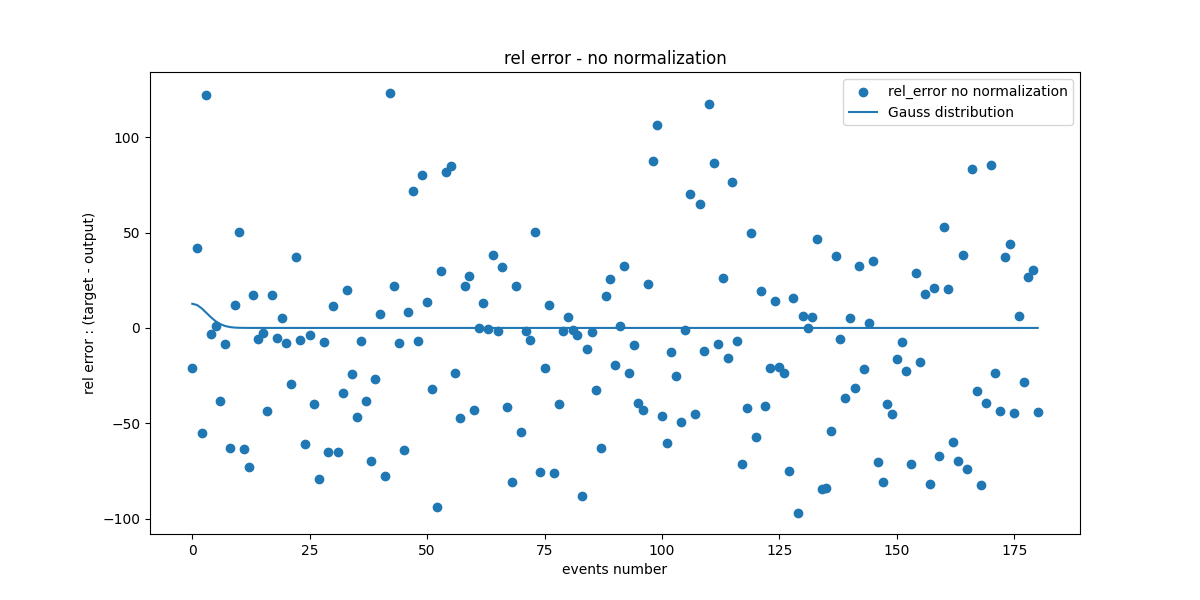 rel error - no normalization
rel_error no normalization
Gauss distribution
rel error : (target - output)
100
50
0
−50
−100
0
25
50
75
100
125
150
175
events number